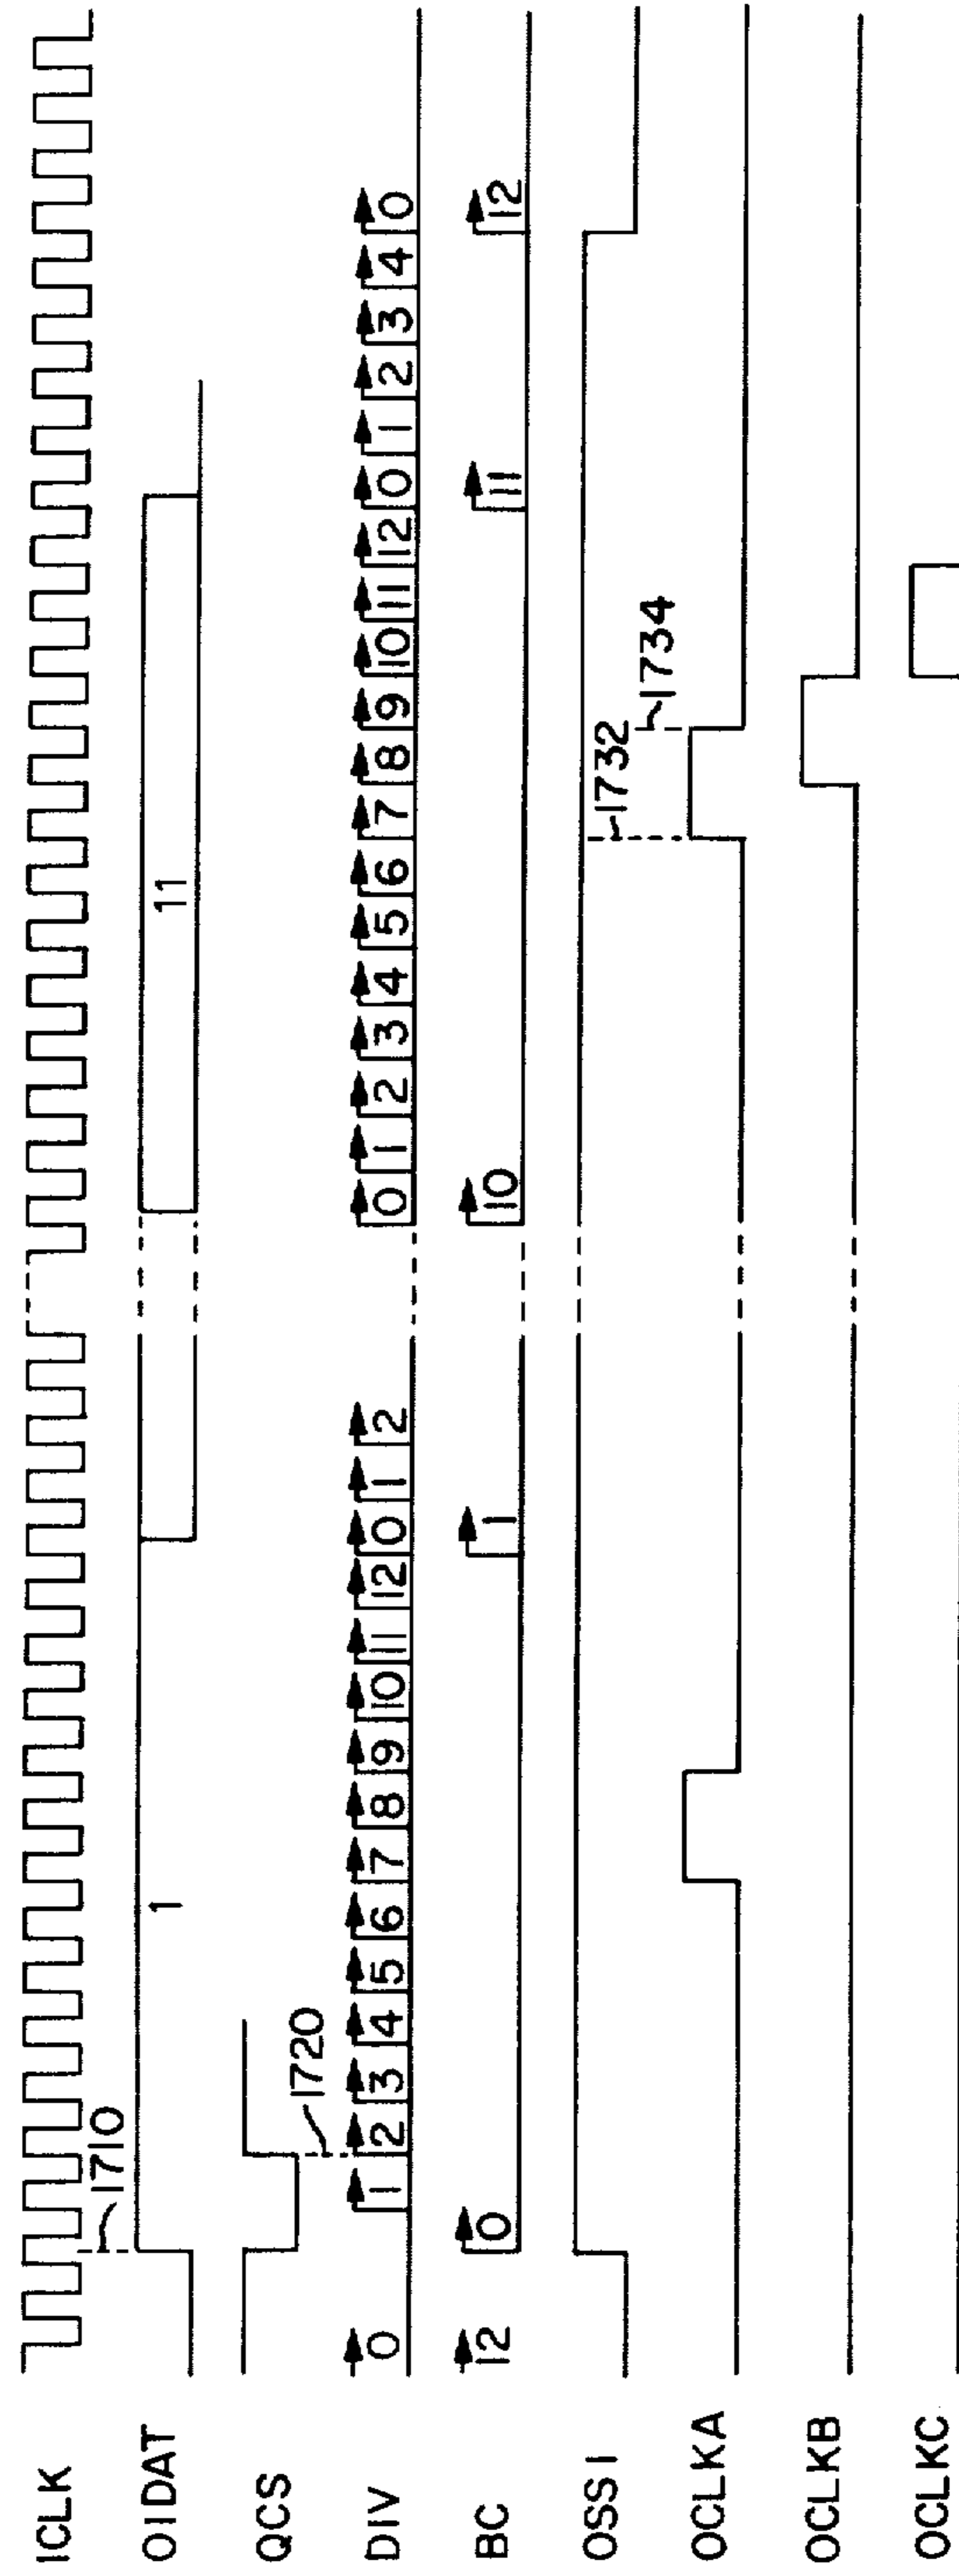 ICLK
1710
OIDAT 1 11
QCS
1720
DIV 0 1 2 3 4 5 6 7 8 9 10 11 12 0 1 2 0 1 2 3 4 5 6 7 8 9 10 11 12 0 1 2 3 4 0
BC 12 0 1 10 11 12
OSS1
1732 1734
OCLKA
OCLKB
OCLKC